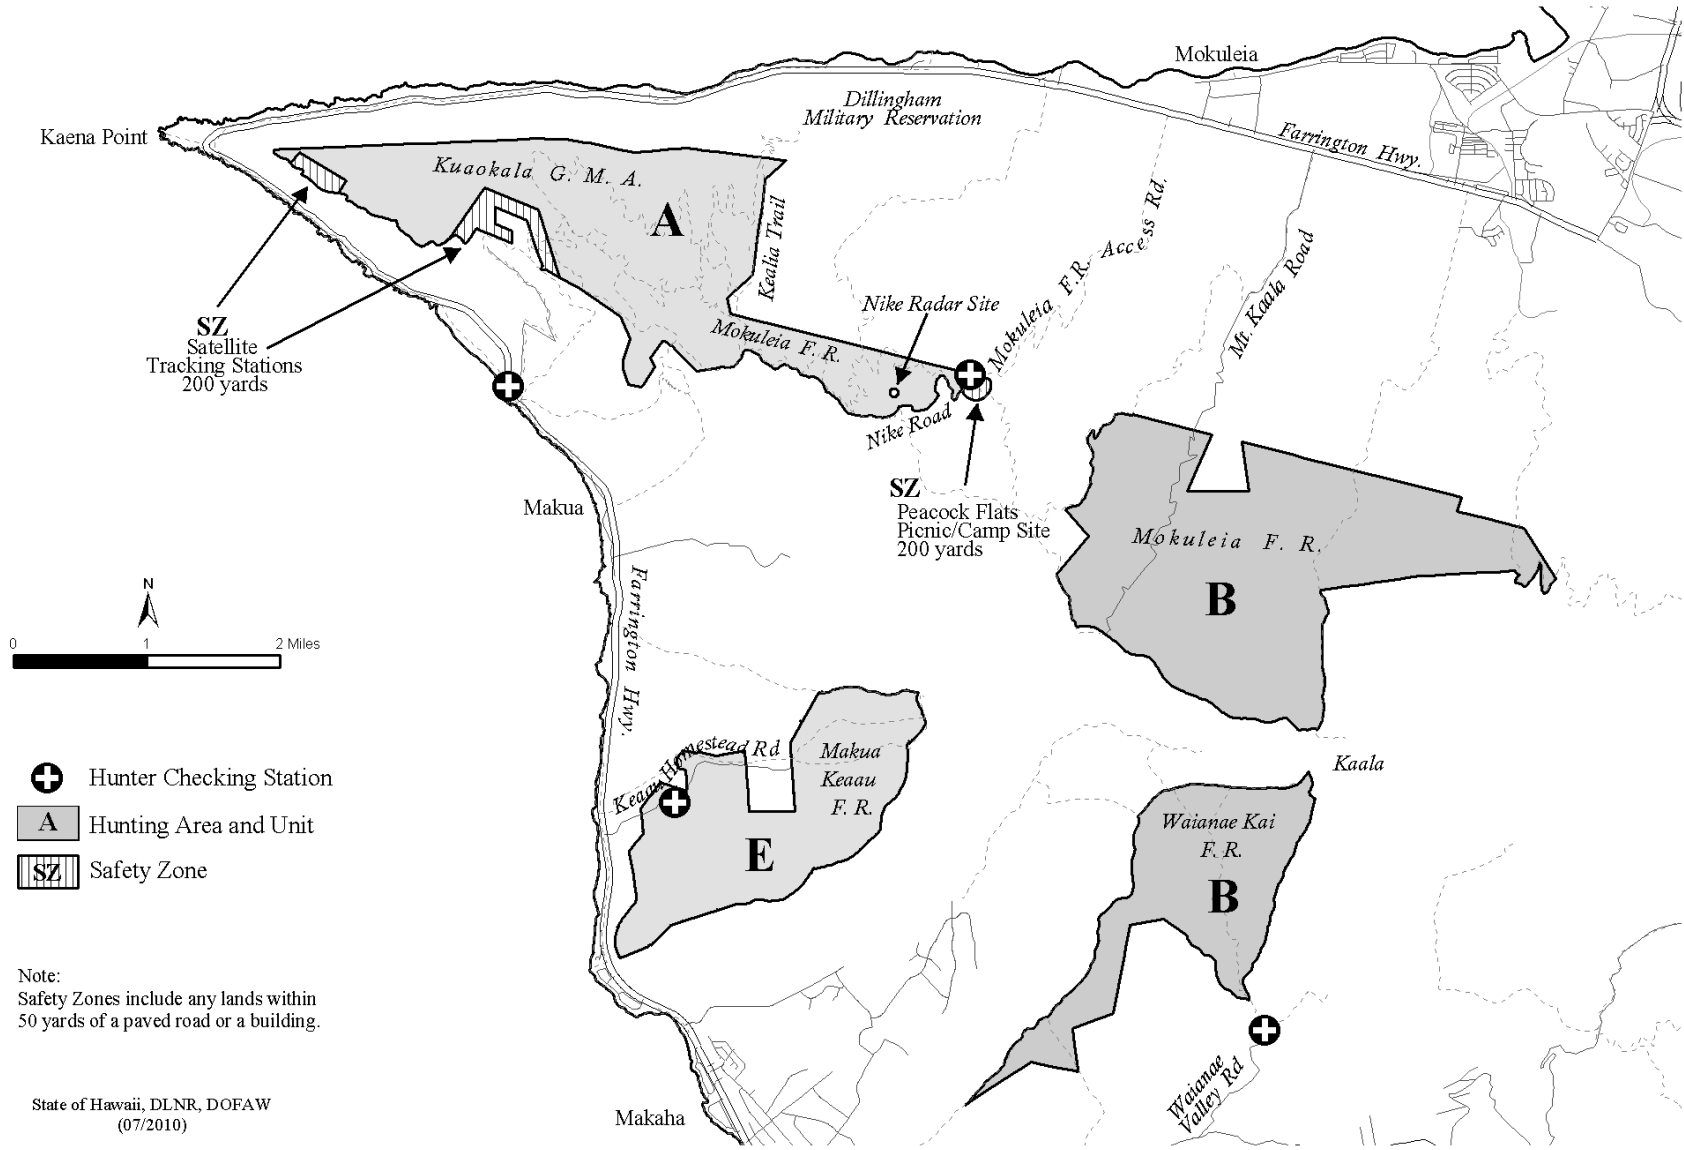 Mokuleia
Kaena Point
Dillingham
Military Reservation
Farrington Hwy.
Kuaokala G. M. A.
A
Kealia Trail
Mokuleia F.R. Access Rd.
Mt. Kaala Road
Nike Radar Site
SZ
Satellite
Tracking Stations
200 yards
Mokuleia F. R.
Nike Road
SZ
Peacock Flats
Picnic/Camp Site
200 yards
Makua
Mokuleia F. R.
B
N
0 1 2 Miles
Farrington Hwy.
Keaau Homestead Rd
Makua
Keaau
F. R.
E
Kaala
Waianae Kai
F. R.
B
Hunter Checking Station
A Hunting Area and Unit
SZ Safety Zone
Note:
Safety Zones include any lands within
50 yards of a paved road or a building.
Waianae
Valley Rd
State of Hawaii, DLNR, DOFAW
(07/2010)
Makaha